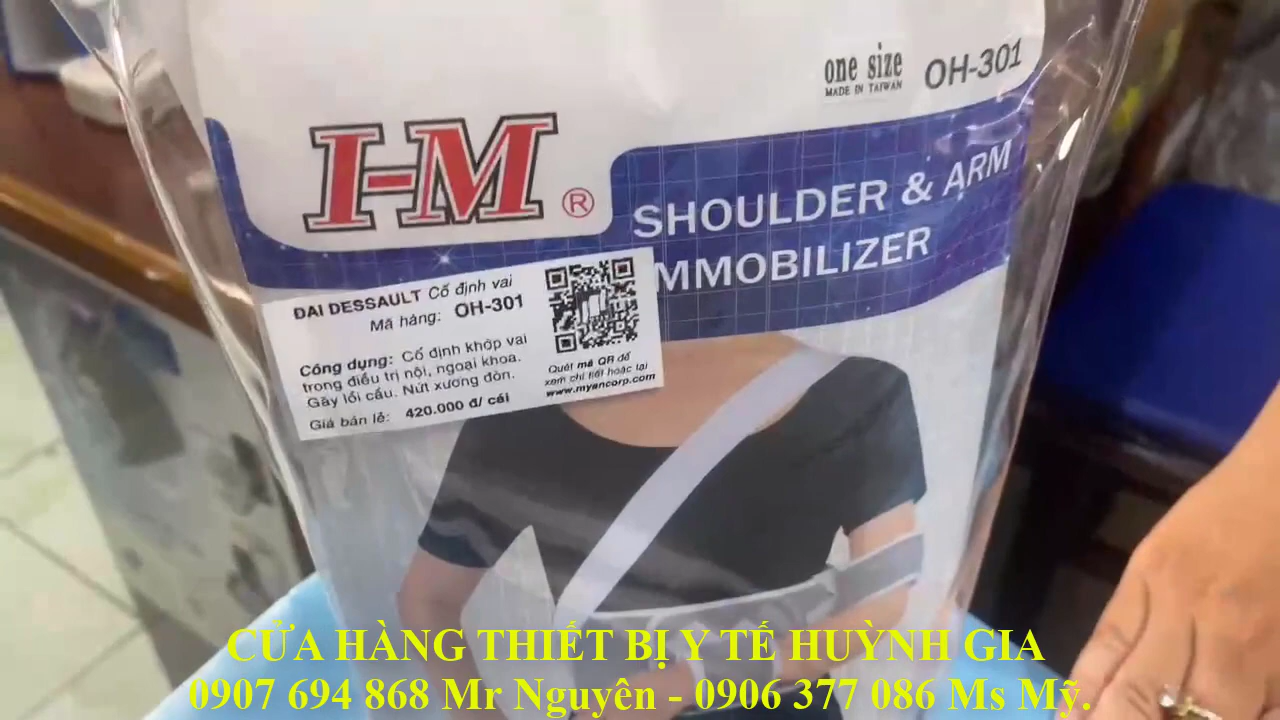 one size
MADE IN TAIWAN
OH-301
I-M ®
SHOULDER & ARM
IMMOBILIZER
ĐAI DESSAULT Cố định vai
Mã hàng: OH-301
Công dụng: Cố định khớp vai
trong điều trị nội, ngoại khoa.
Gãy lồi cầu. Nứt xương đòn.
Giá bán lẻ: 420.000 đ/ cái
Quét mã QR để
xem chi tiết hoặc tại
www.myancorp.com
CỬA HÀNG THIẾT BỊ Y TẾ HUỲNH GIA
0907 694 868 Mr Nguyên - 0906 377 086 Ms Mỹ.